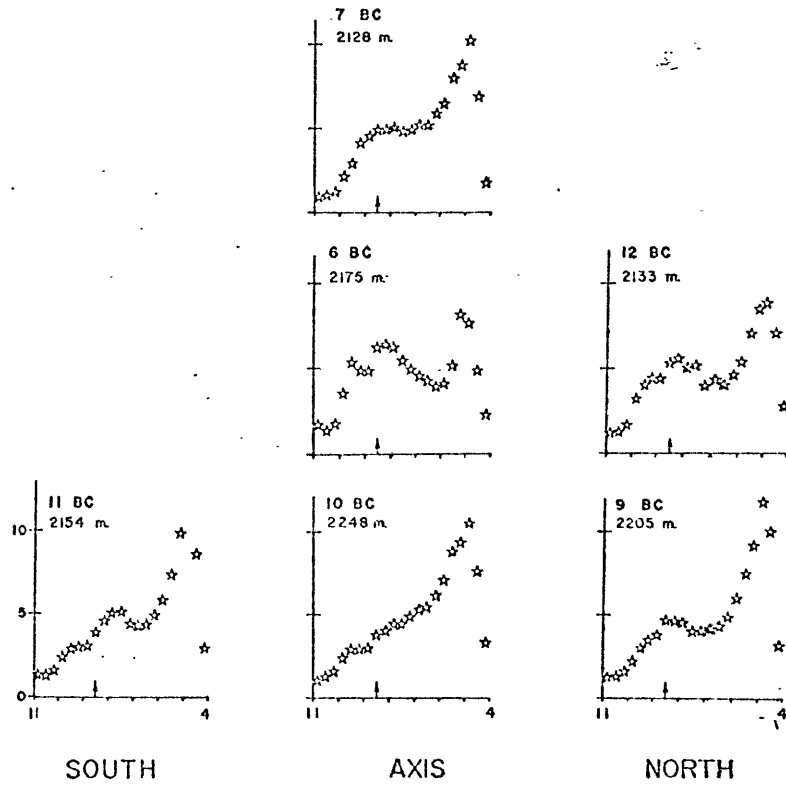 7 BC
2128 m.
6 BC
2175 m.
12 BC
2133 m.
11 BC
2154 m.
10
5
0
11 4
10 BC
2248 m.
11 4
9 BC
2205 m.
11 4
SOUTH AXIS NORTH